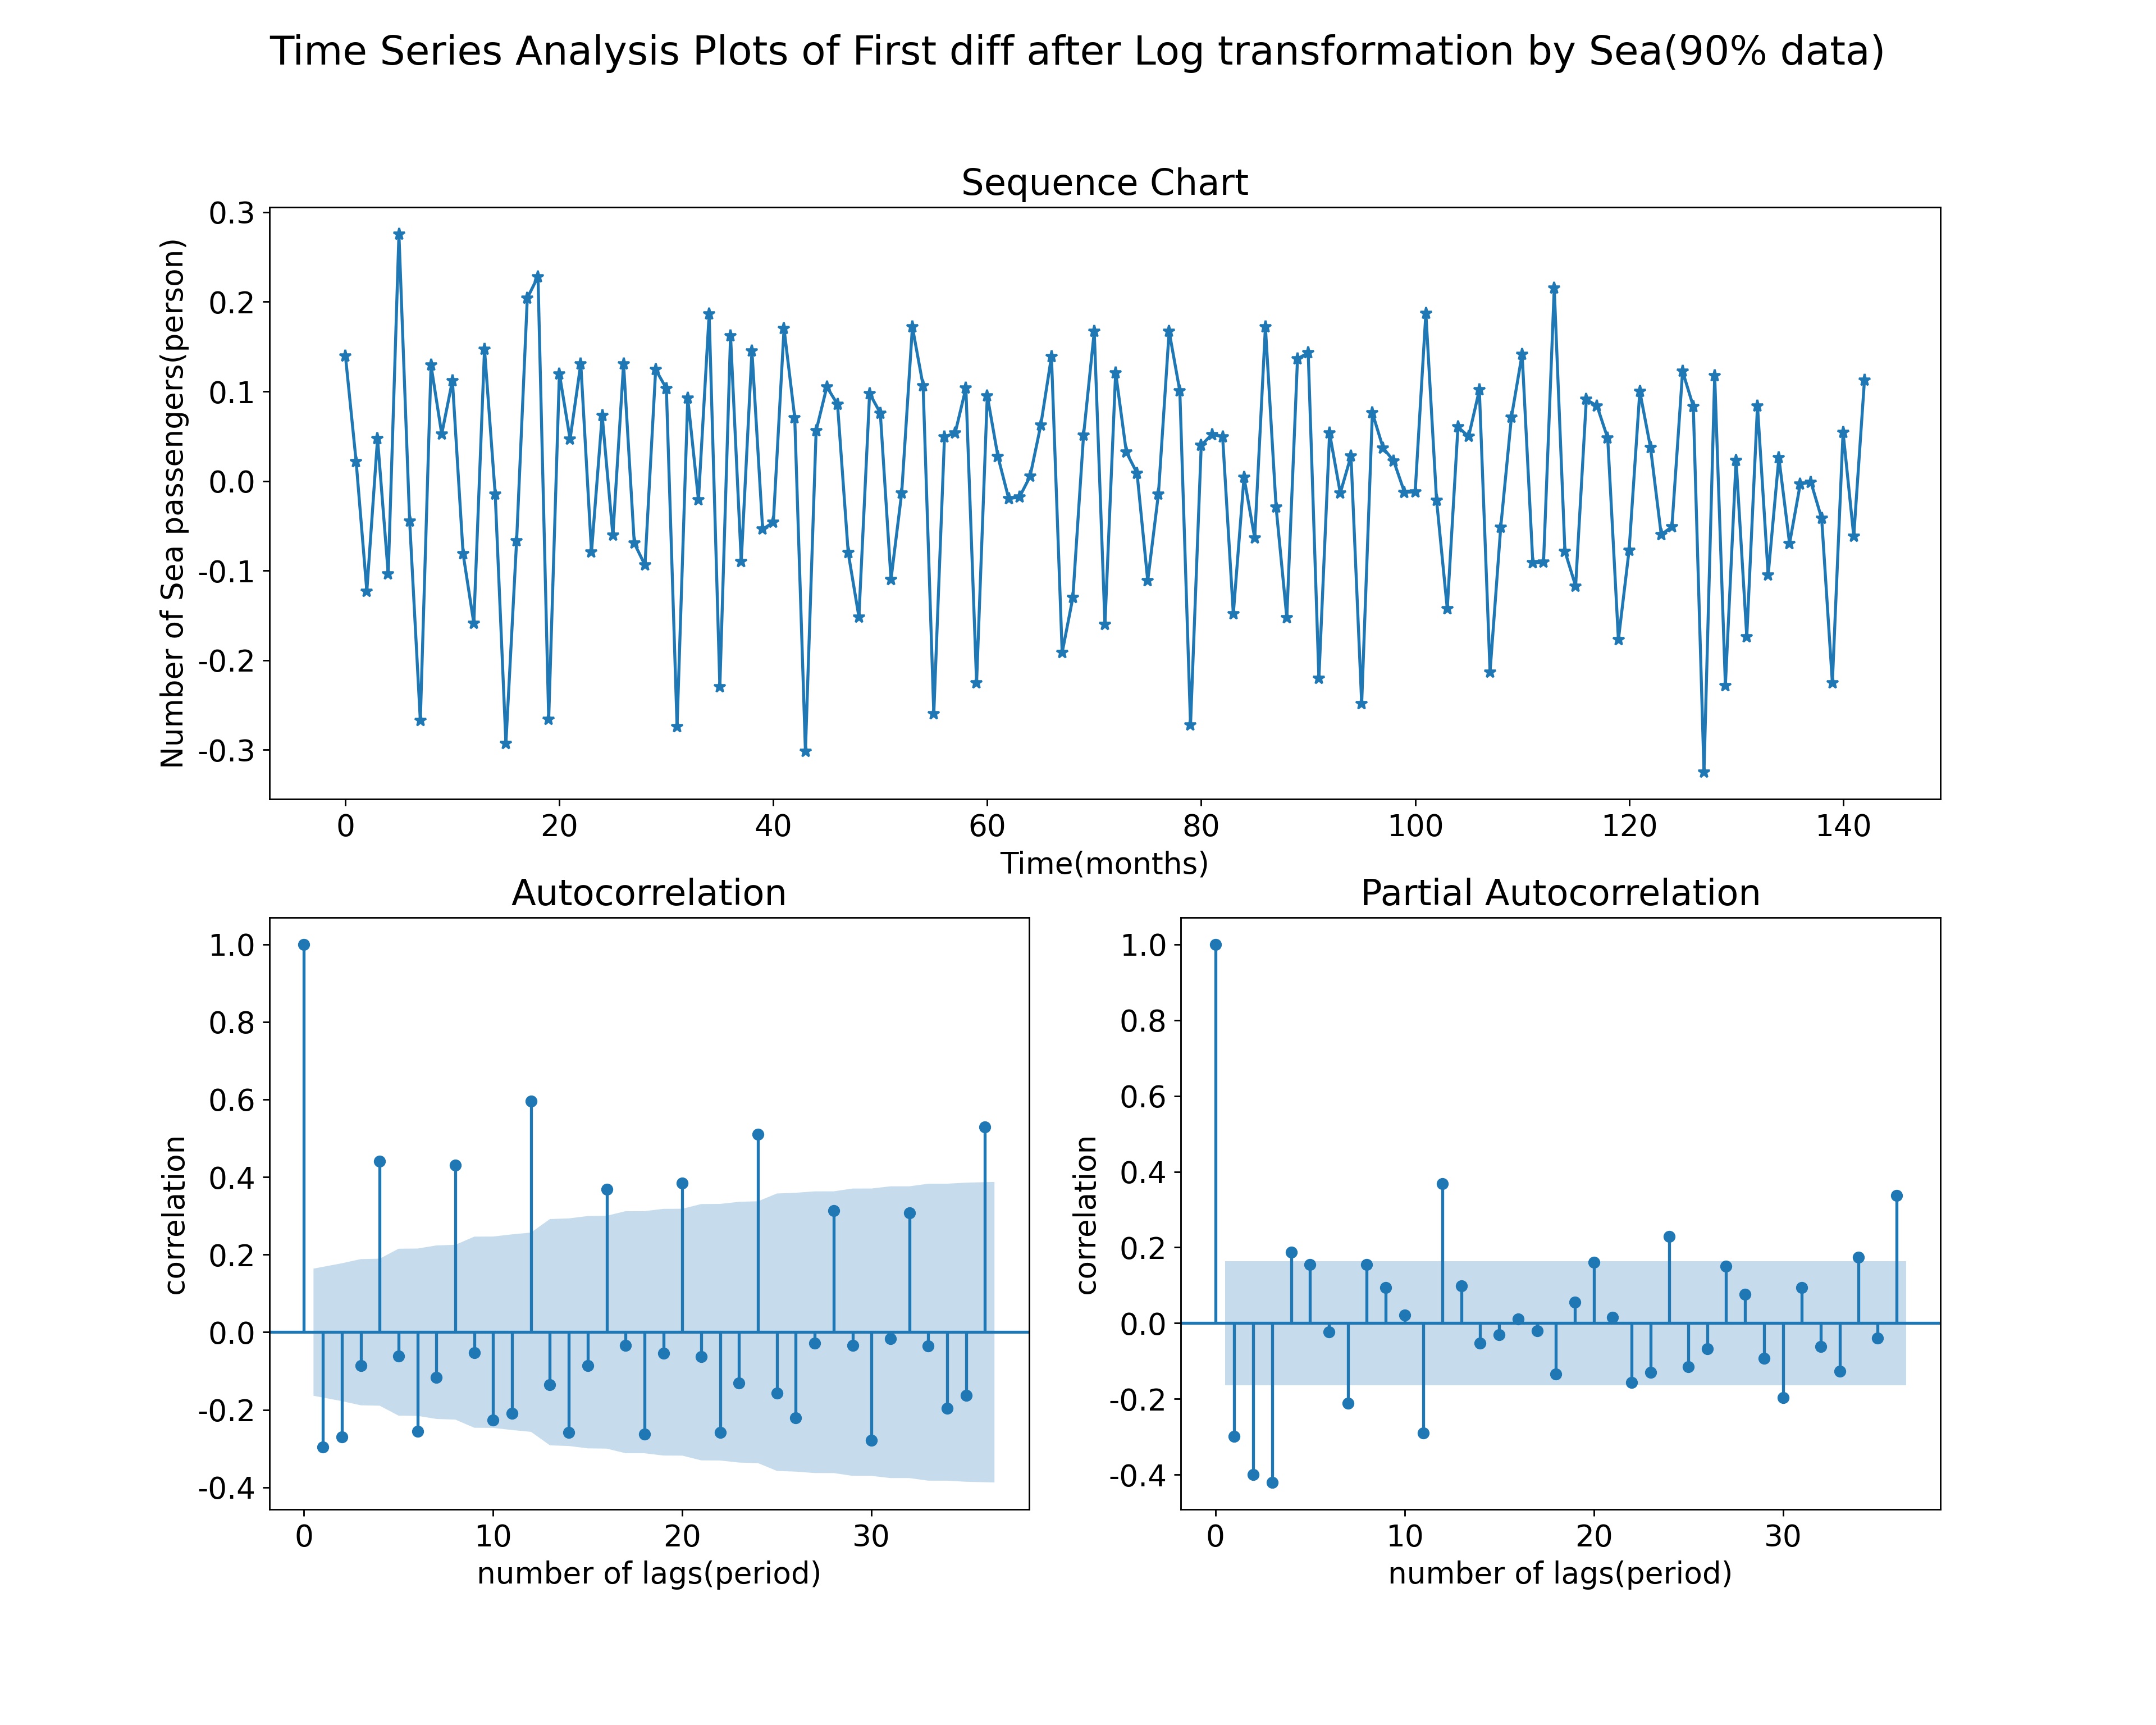 Time Series Analysis Plots of First diff after Log transformation by Sea(90% data)
Sequence Chart
Number of Sea passengers(person)
0.3
0.2
0.1
0.0
-0.1
-0.2
-0.3
0 20 40 60 80 100 120 140
Time(months)
Autocorrelation
correlation
1.0
0.8
0.6
0.4
0.2
0.0
-0.2
-0.4
0 10 20 30
number of lags(period)
Partial Autocorrelation
correlation
1.0
0.8
0.6
0.4
0.2
0.0
-0.2
-0.4
0 10 20 30
number of lags(period)